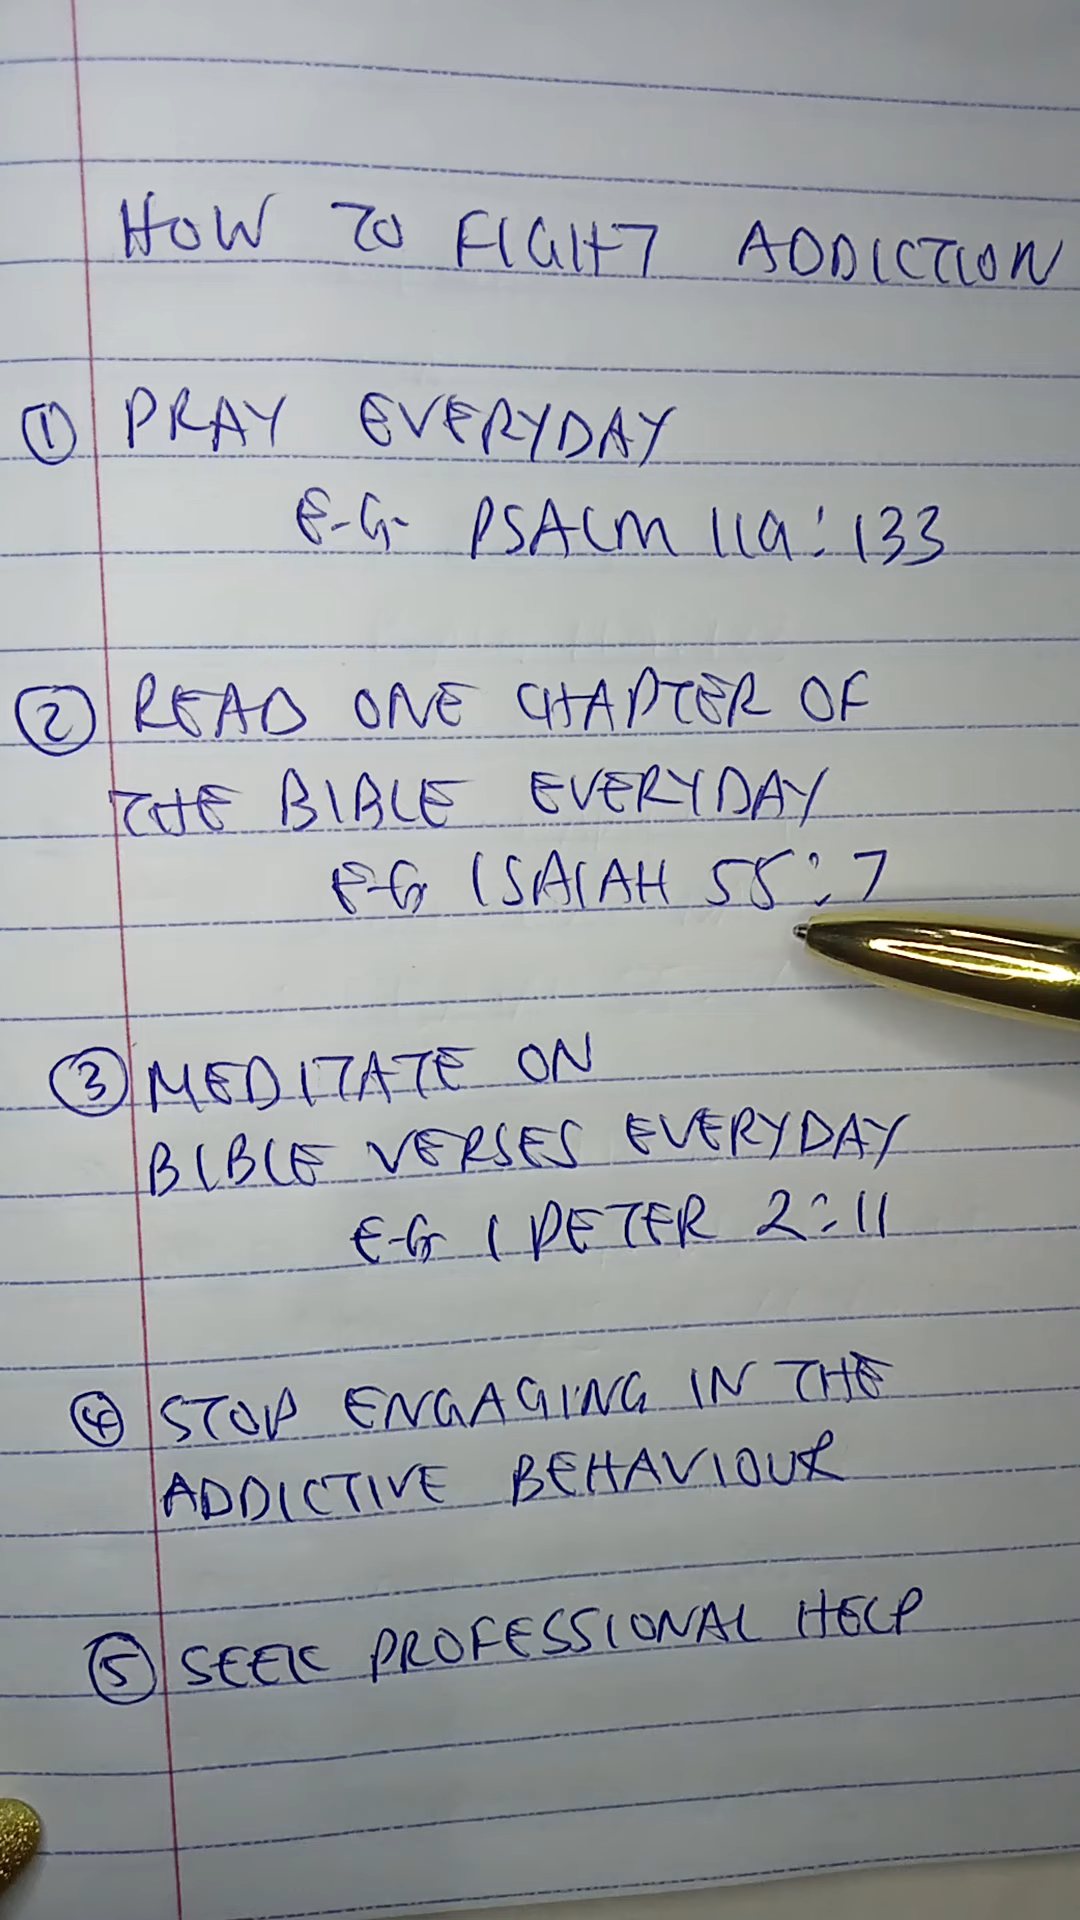 HOW TO FIGHT ADDICTION
① PRAY EVERYDAY
E-G- PSALM 119:133
② READ ONE CHAPTER OF
THE BIBLE EVERYDAY
E-G ISAIAH 55:7
③ MEDITATE ON
BIBLE VERSES EVERYDAY
E-G 1 PETER 2:11
④ STOP ENGAGING IN THE
ADDICTIVE BEHAVIOUR
⑤ SEEK PROFESSIONAL HELP